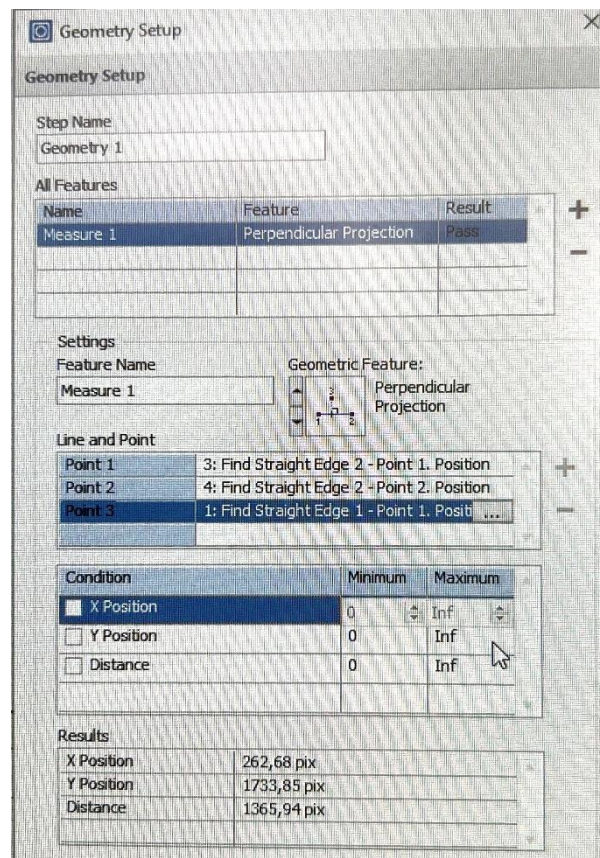 Geometry Setup
Geometry Setup
Step Name
Geometry 1
All Features
Name Feature Result
Measure 1 Perpendicular Projection Pass
Settings
Feature Name Geometric Feature:
Measure 1 Perpendicular
Projection
3
1 2
Line and Point
Point 1 3: Find Straight Edge 2 - Point 1. Position
Point 2 4: Find Straight Edge 2 - Point 2. Position
Point 3 1: Find Straight Edge 1 - Point 1. Positi ...
Condition Minimum Maximum
X Position 0 Inf
Y Position 0 Inf
Distance 0 Inf
Results
X Position 262,68 pix
Y Position 1733,85 pix
Distance 1365,94 pix